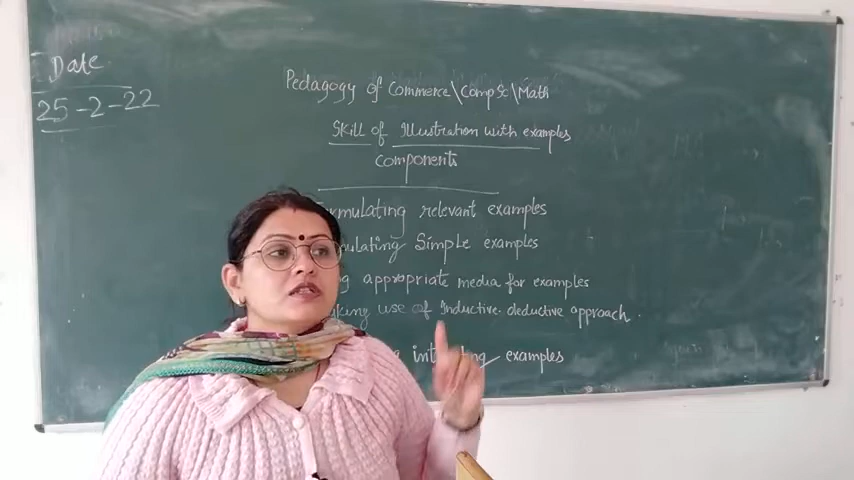 Date
25-2-22
Pedagogy of Commerce\Comp Sc\Math
Skill of Illustration with examples
Components
relevant examples
Simple examples
appropriate media for examples
use of Inductive-deductive approach
examples